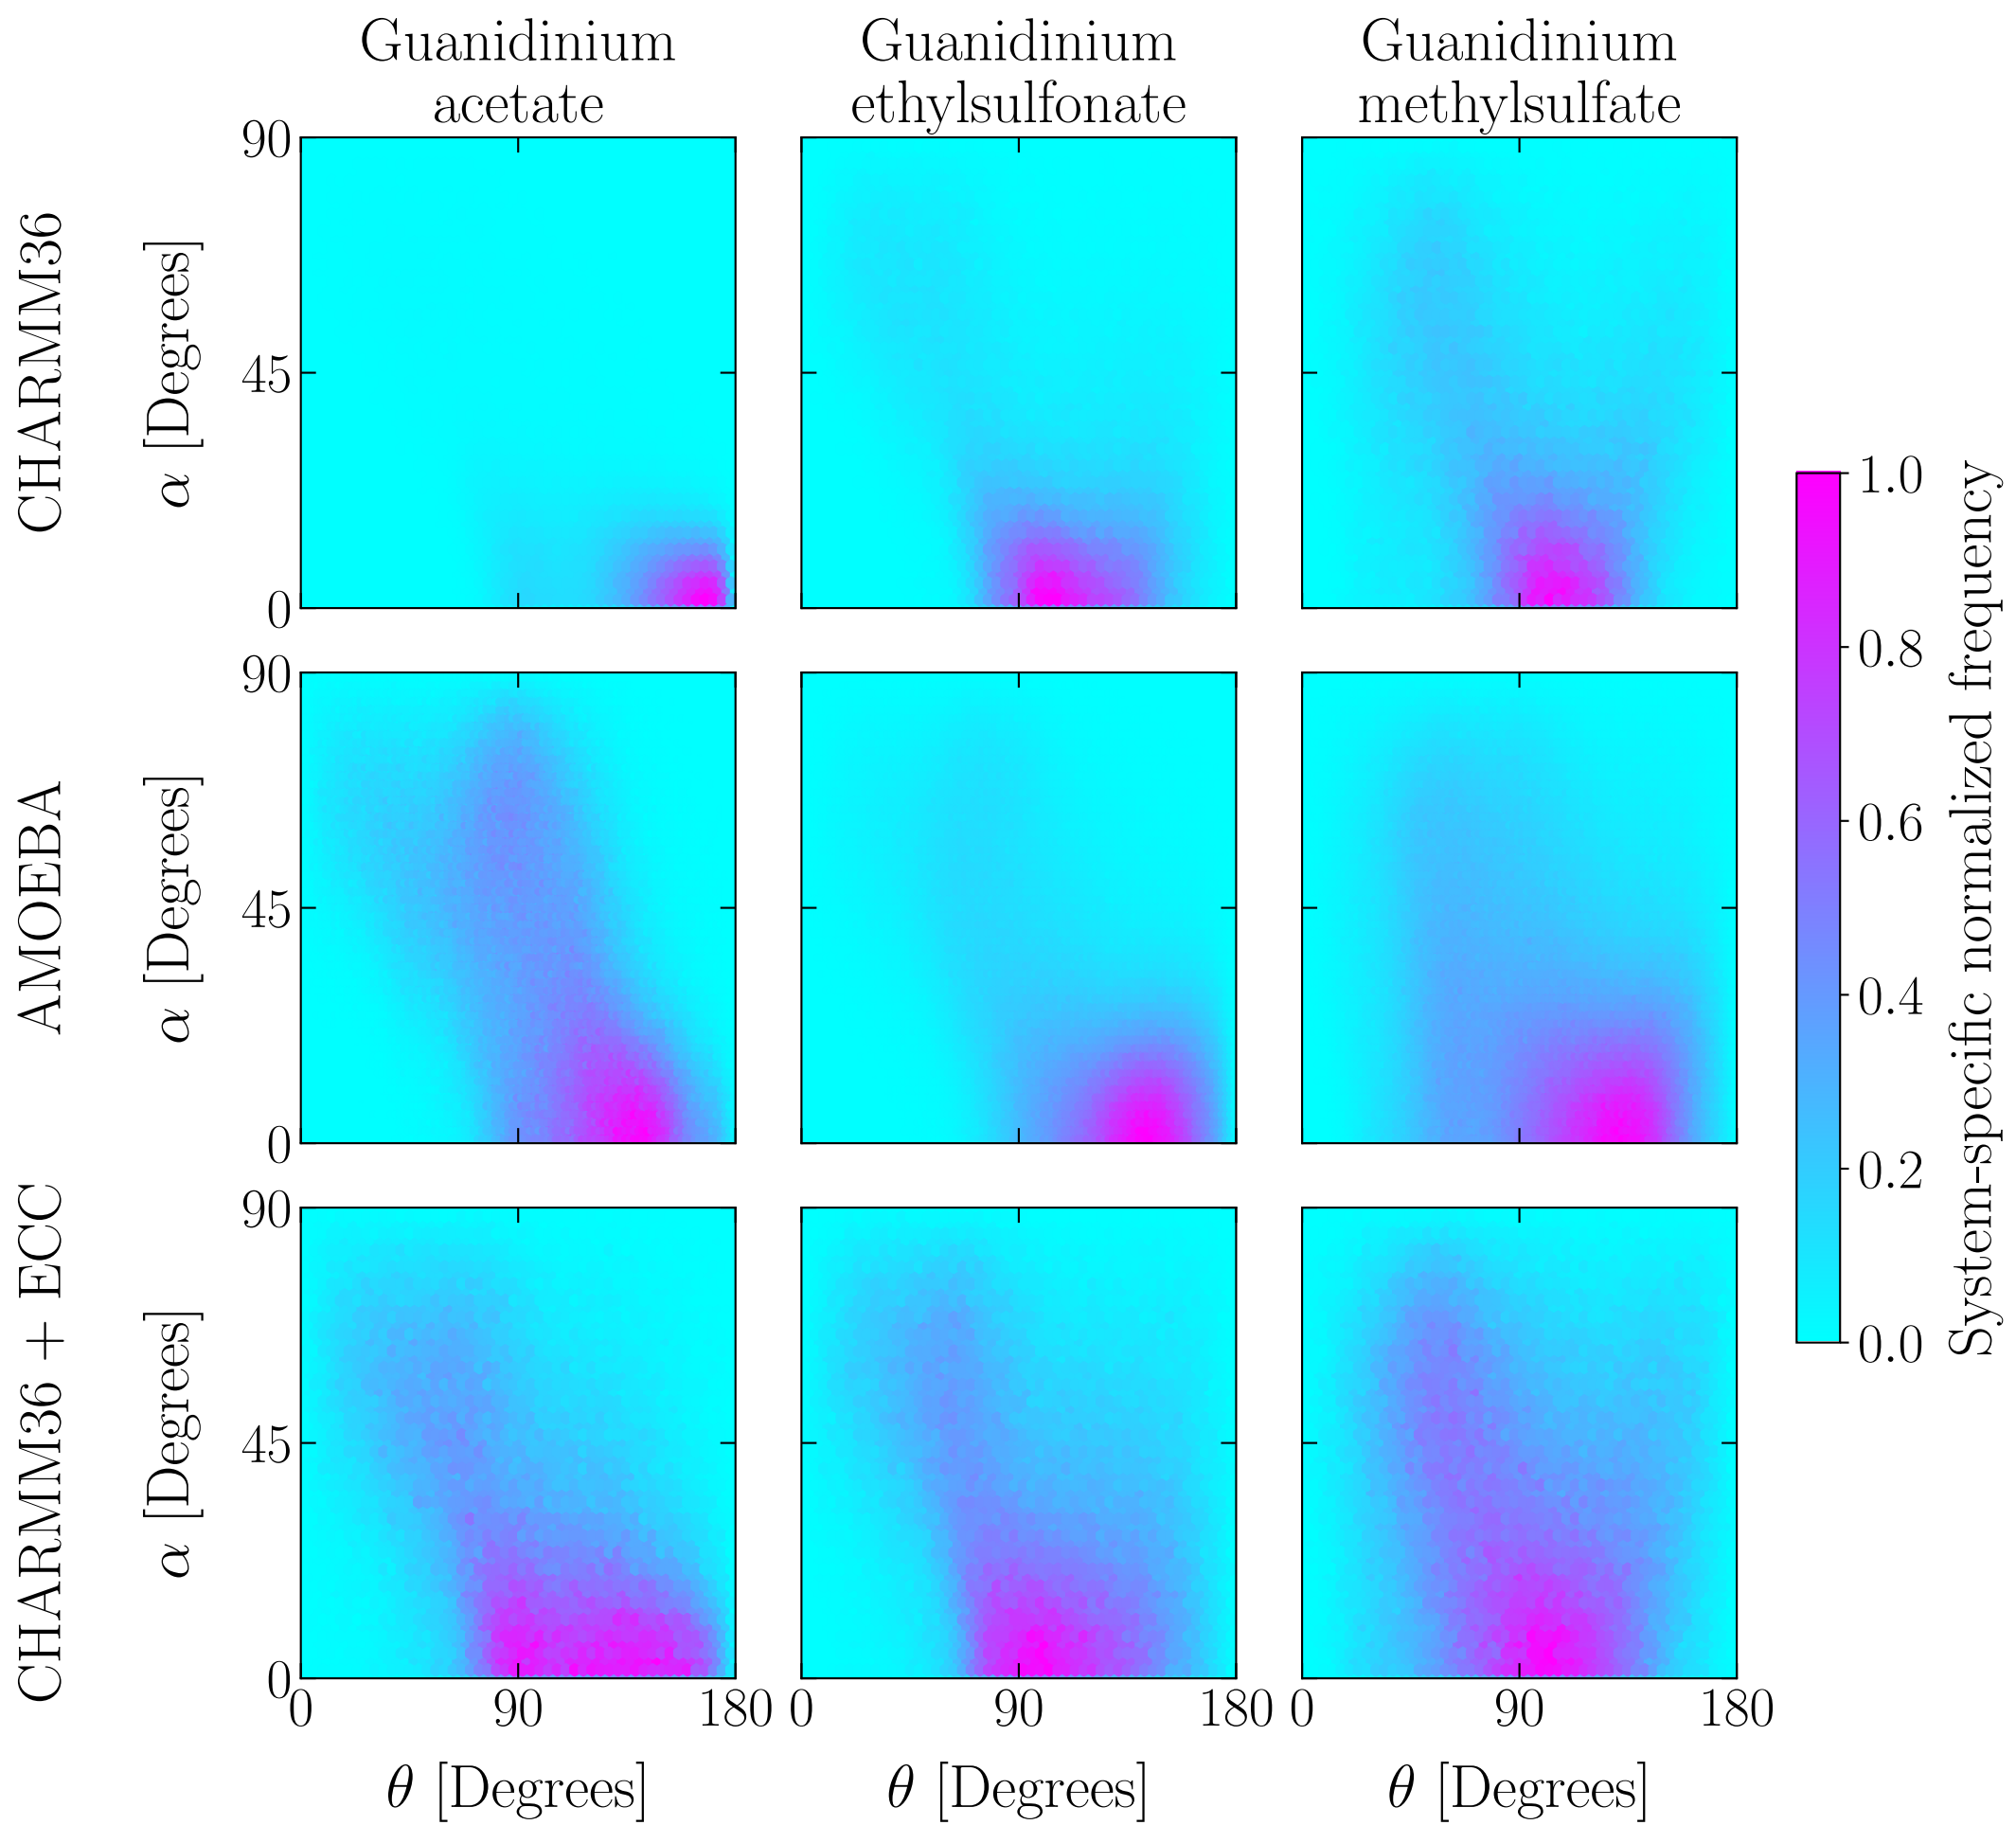 Guanidinium
acetate
Guanidinium
ethylsulfonate
Guanidinium
methylsulfate
CHARMM36
α [Degrees]
90
45
0
AMOEBA
α [Degrees]
90
45
0
CHARMM36 + ECC
α [Degrees]
90
45
0
0 90 180
0 90 180
0 90 180
θ [Degrees]
θ [Degrees]
θ [Degrees]
1.0
0.8
0.6
0.4
0.2
0.0
System-specific normalized frequency